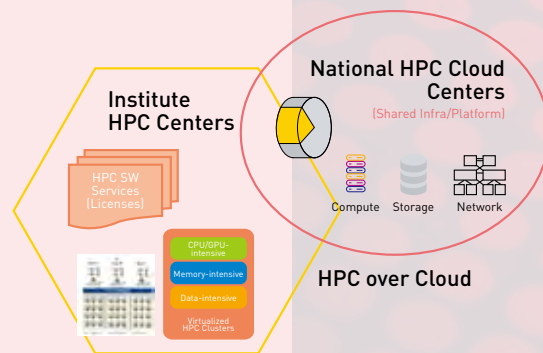 Institute
HPC Centers
HPC SW
Services
(Licenses)
CPU/GPU-
intensive
Memory-intensive
Data-intensive
Virtualized
HPC Clusters
National HPC Cloud
Centers
(Shared Infra/Platform)
Compute
Storage
Network
HPC over Cloud